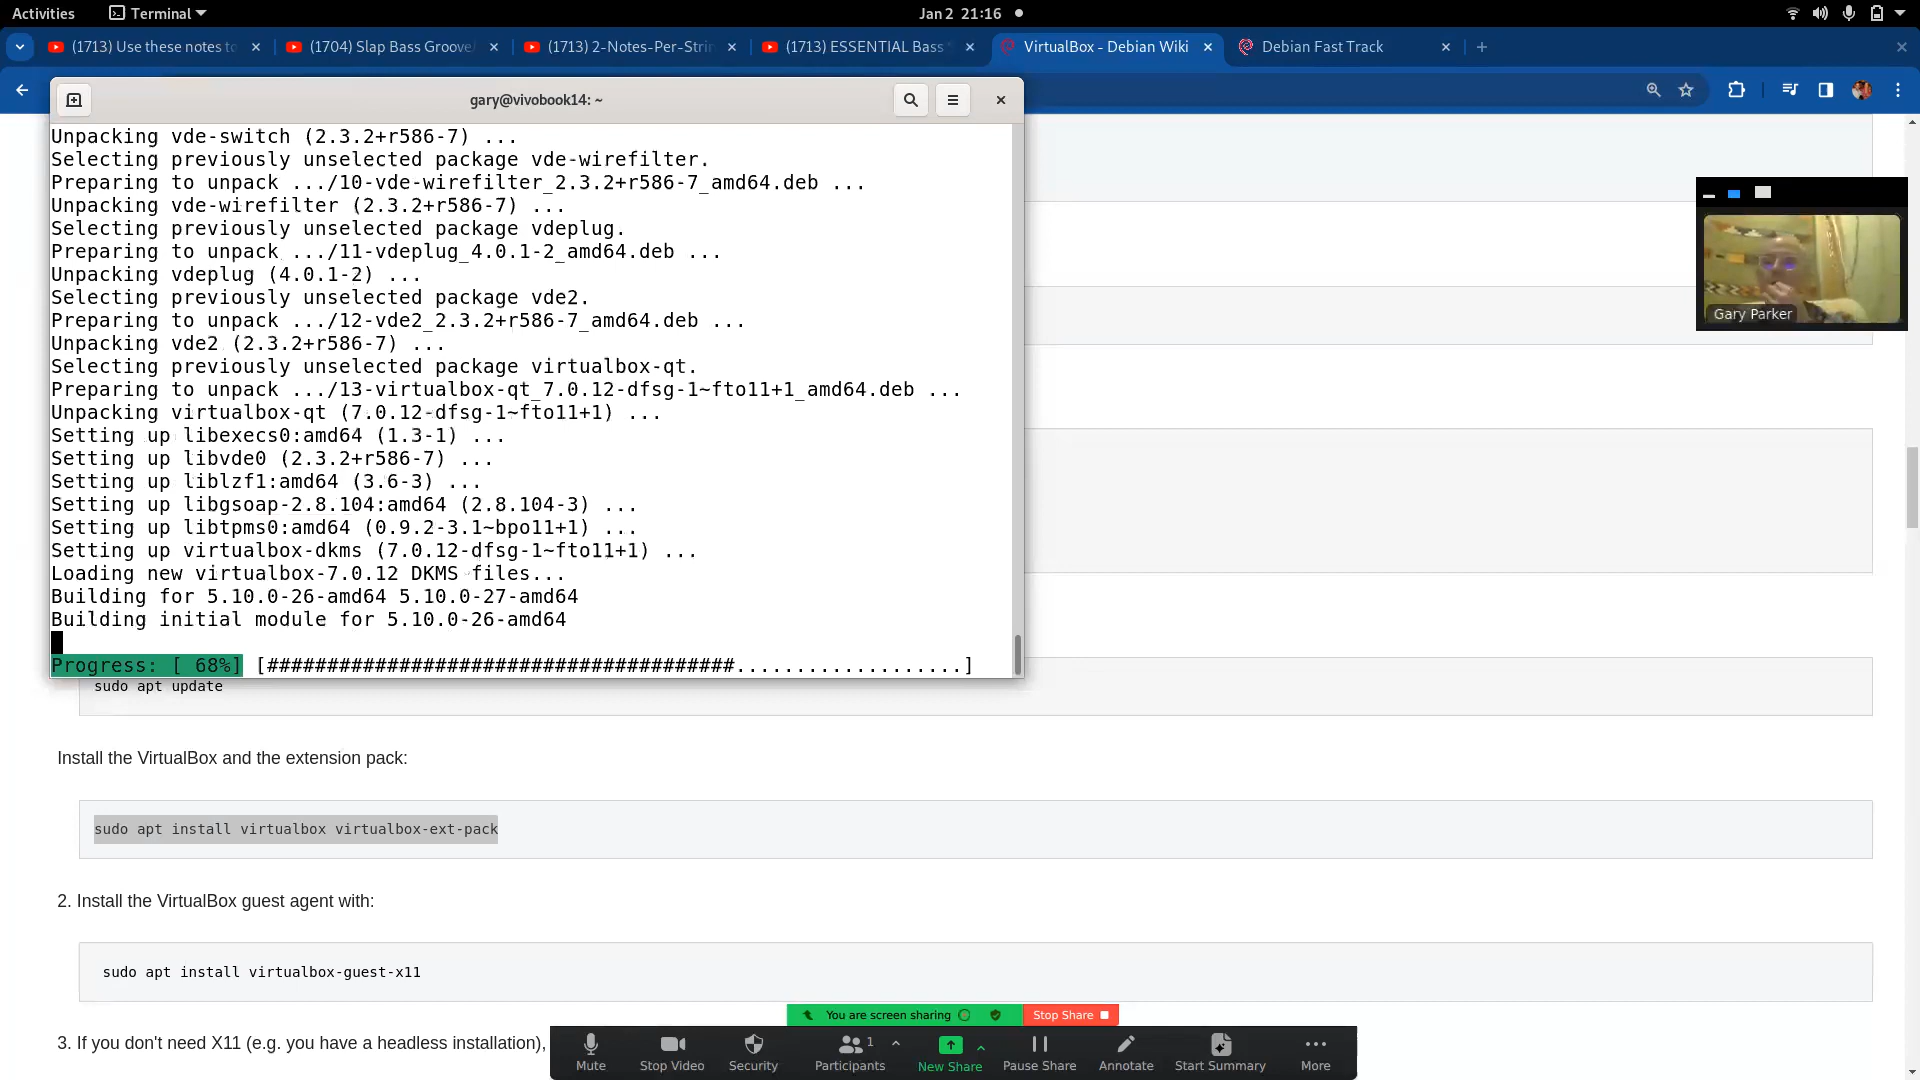 Activities
Terminal
Jan 2 21:16
(1713) Use these notes to
(1704) Slap Bass Groove
(1713) 2-Notes-Per-Strin
(1713) ESSENTIAL Bass
VirtualBox - Debian Wiki
Debian Fast Track
gary@vivobook14: ~
Unpacking vde-switch (2.3.2+r586-7) ...
Selecting previously unselected package vde-wirefilter.
Preparing to unpack .../10-vde-wirefilter_2.3.2+r586-7_amd64.deb ...
Unpacking vde-wirefilter (2.3.2+r586-7) ...
Selecting previously unselected package vdeplug.
Preparing to unpack .../11-vdeplug_4.0.1-2_amd64.deb ...
Unpacking vdeplug (4.0.1-2) ...
Selecting previously unselected package vde2.
Preparing to unpack .../12-vde2_2.3.2+r586-7_amd64.deb ...
Unpacking vde2 (2.3.2+r586-7) ...
Selecting previously unselected package virtualbox-qt.
Preparing to unpack .../13-virtualbox-qt_7.0.12-dfsg-1~fto11+1_amd64.deb ...
Unpacking virtualbox-qt (7.0.12-dfsg-1~fto11+1) ...
Setting up libexecs0:amd64 (1.3-1) ...
Setting up libvde0 (2.3.2+r586-7) ...
Setting up liblzf1:amd64 (3.6-3) ...
Setting up libgsoap-2.8.104:amd64 (2.8.104-3) ...
Setting up libtpms0:amd64 (0.9.2-3.1~bpo11+1) ...
Setting up virtualbox-dkms (7.0.12-dfsg-1~fto11+1) ...
Loading new virtualbox-7.0.12 DKMS files...
Building for 5.10.0-26-amd64 5.10.0-27-amd64
Building initial module for 5.10.0-26-amd64
Progress: [ 68%] [#######################################...................]
Gary Parker
sudo apt update
Install the VirtualBox and the extension pack:
sudo apt install virtualbox virtualbox-ext-pack
2. Install the VirtualBox guest agent with:
sudo apt install virtualbox-guest-x11
3. If you don't need X11 (e.g. you have a headless installation),
You are screen sharing
Stop Share
Mute
Stop Video
Security
Participants
1
New Share
Pause Share
Annotate
Start Summary
More